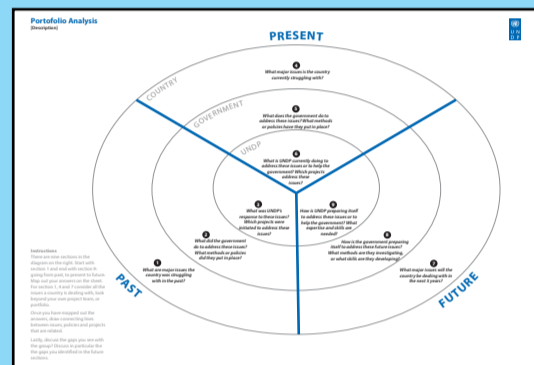 Portofolio Analysis
(Description)
U N
D P
PRESENT
COUNTRY
4
What major issues is the country
currently struggling with?
GOVERNMENT
5
What does the government do to
address these issues? What methods
or policies have they put in place?
UNDP
6
What is UNDP currently doing to
address these issues or to help the
government? Which projects
address these
issues?
3
What was UNDP's
response to these issues?
Which projects were
initiated to address these
issues?
9
How is UNDP preparing itself
to address these issues or to
help the government? What
expertise and skills are
needed?
2
What did the government
do to address these issues?
What methods or policies
did they put in place?
8
How is the government preparing
itself to address these future issues?
What methods are they investigating
or what skills are they developing?
1
What are major issues the
country was struggling
with in the past?
7
What major issues will the
country be dealing with in
the next 5 years?
PAST
FUTURE
Instructions
There are nine sections in the
diagram on the right. Start with
section 1 and end with section 9:
going from past, to present to future.
Map out your answers on the sheet.
For section 1, 4 and 7 consider all the
issues a country is dealing with, look
beyond your own project team, or
portfolio.
Once you have mapped out the
answers, draw connecting lines
between issues, policies and projects
that are related.
Lastly, discuss the gaps you see with
the group? Discuss in particular the
the gaps you identified in the future
sections.